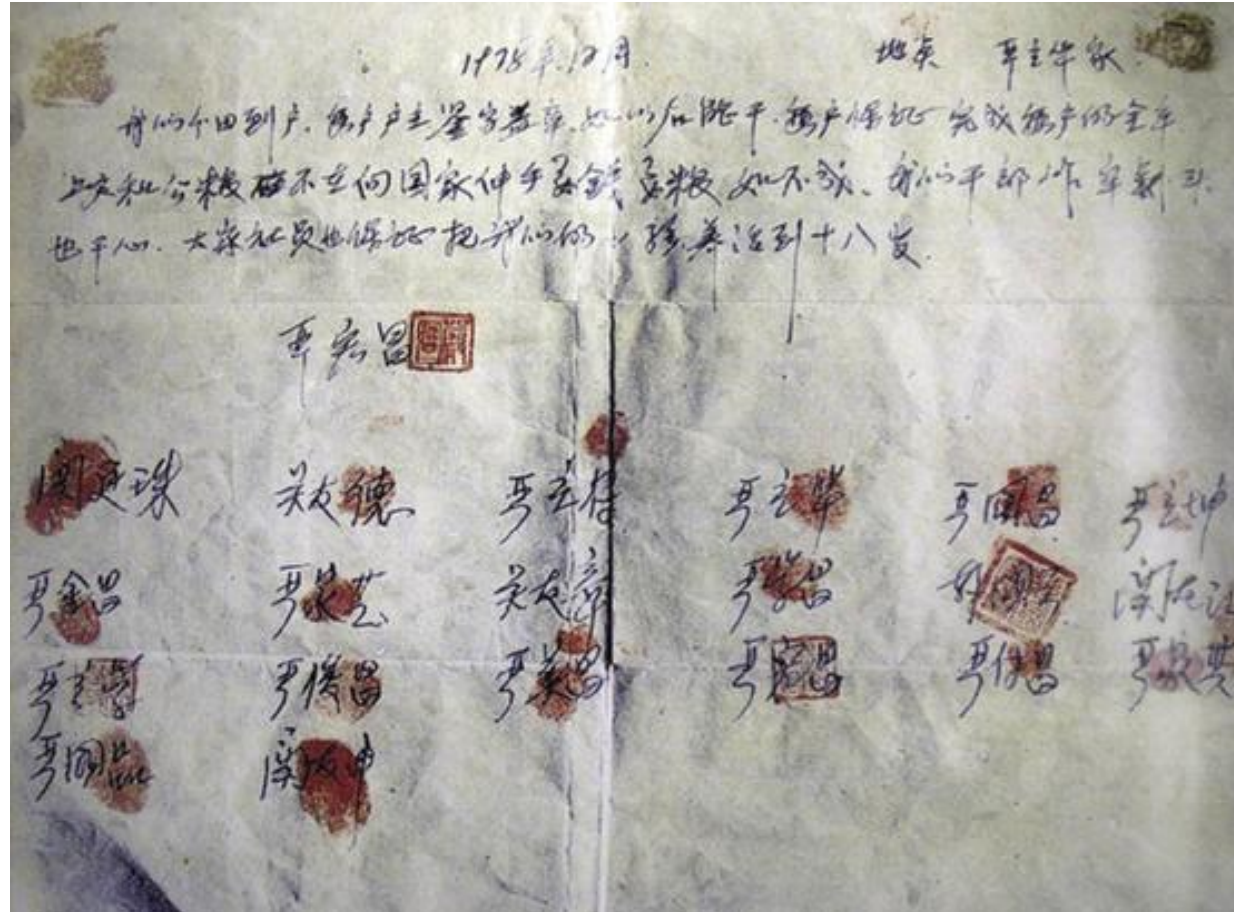 1978年12月. 地点 严立华家.
我们分田到户,每户户主签字盖章,如以后能干,每户保证完成每户的全年
上交和公粮 不在向国家伸手要钱要粮 如不成,我们干部作牢刹头
也干心,大家社员也保证把我们的小孩养活到十八岁.
严宏昌
关廷珠 关友德 严立符 严立华 严国昌 严立坤
严金昌 严家芝 关友章 严学昌 韩国云 关友江
严立学 严俊昌 严美昌 严宏昌 严付昌 严家其
严国品 关友申